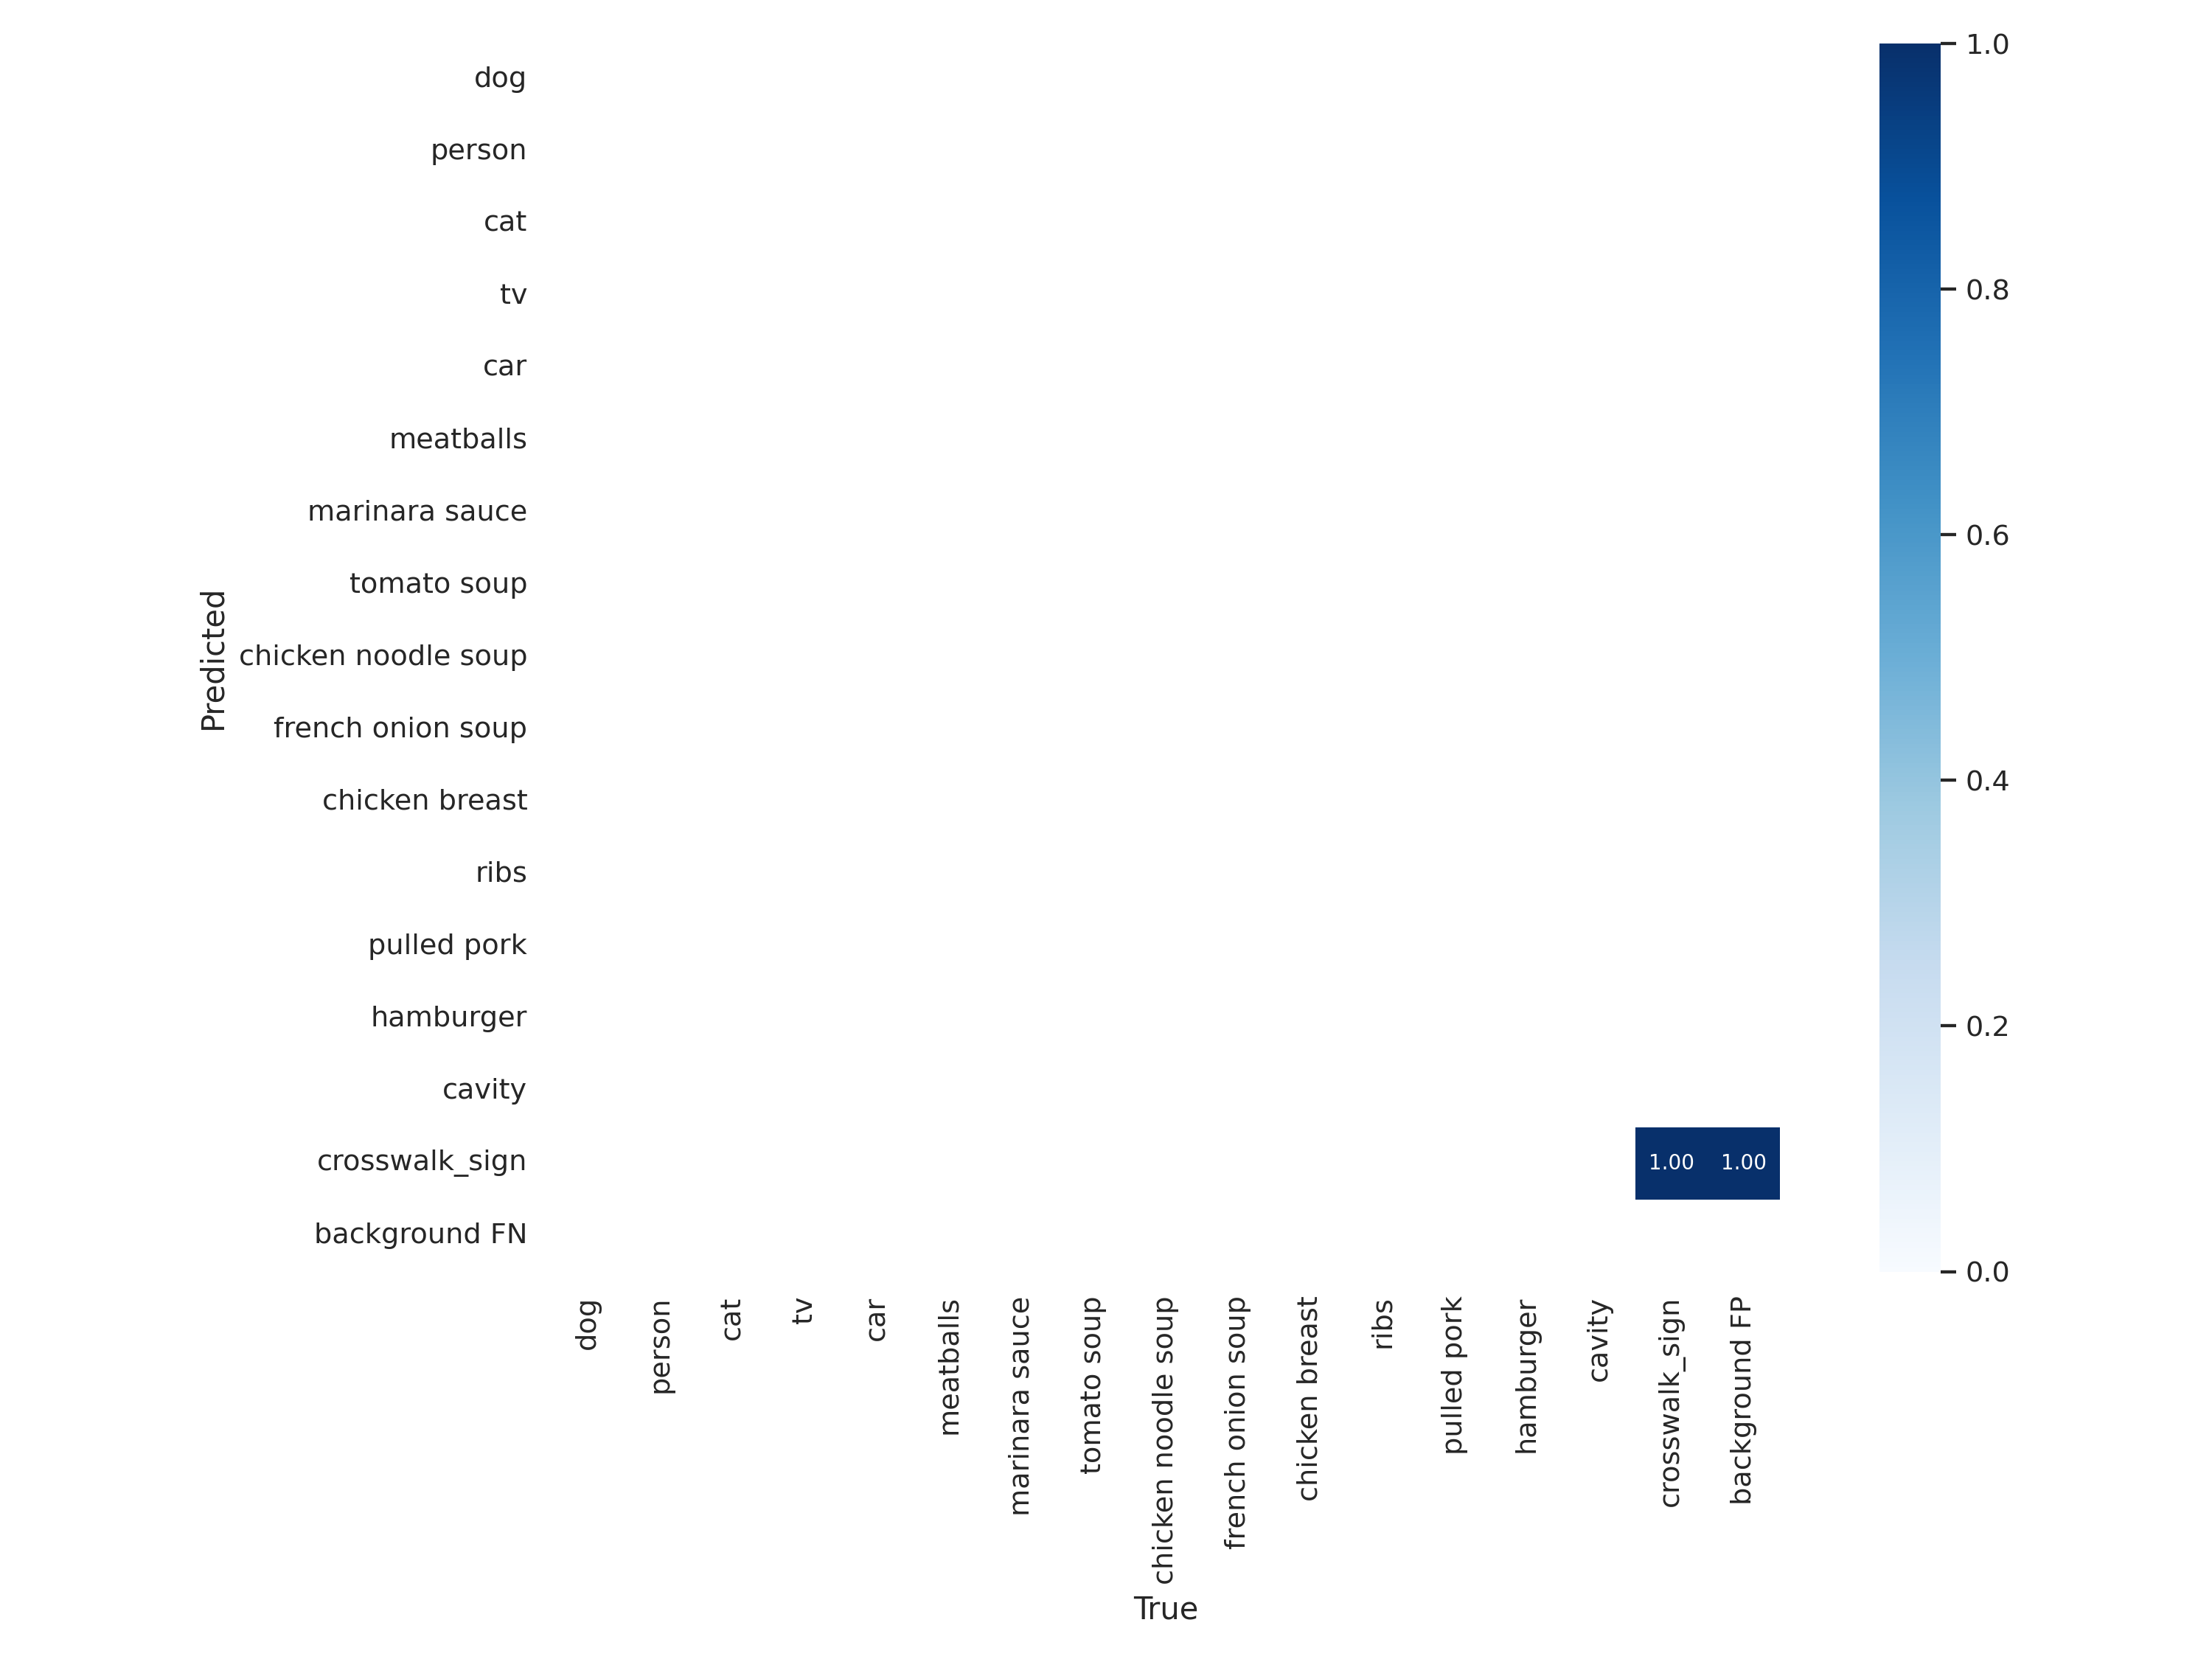 dog
person
cat
tv
car
meatballs
marinara sauce
tomato soup
chicken noodle soup
french onion soup
chicken breast
ribs
pulled pork
hamburger
cavity
crosswalk_sign
background FN
Predicted
1.00 1.00
dog
person
cat
tv
car
meatballs
marinara sauce
tomato soup
chicken noodle soup
french onion soup
chicken breast
ribs
pulled pork
hamburger
cavity
crosswalk_sign
background FP
True
1.0
0.8
0.6
0.4
0.2
0.0